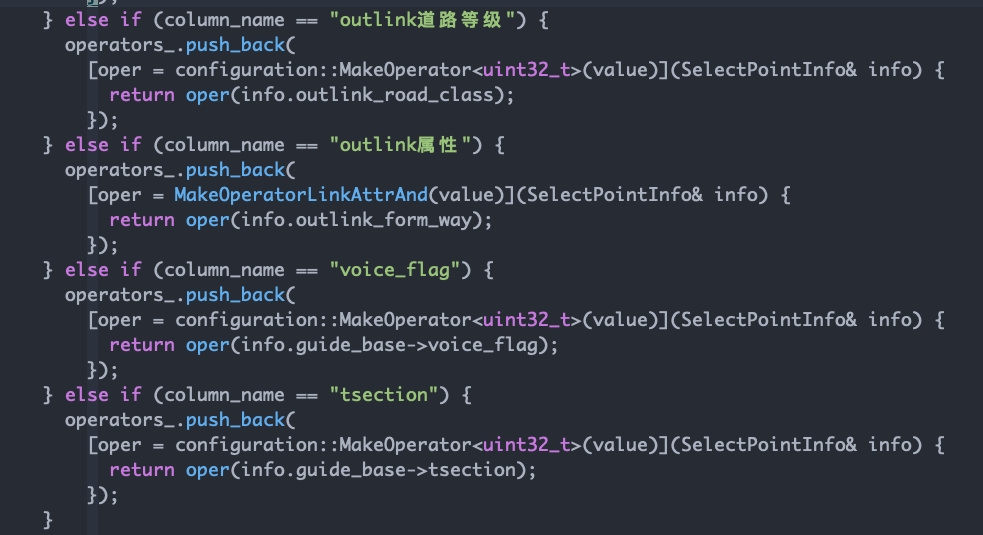 } else if (column_name == "outlink道路等级") {
operators_.push_back(
[oper = configuration::MakeOperator<uint32_t>(value)](SelectPointInfo& info) {
return oper(info.outlink_road_class);
});
} else if (column_name == "outlink属性") {
operators_.push_back(
[oper = MakeOperatorLinkAttrAnd(value)](SelectPointInfo& info) {
return oper(info.outlink_form_way);
});
} else if (column_name == "voice_flag") {
operators_.push_back(
[oper = configuration::MakeOperator<uint32_t>(value)](SelectPointInfo& info) {
return oper(info.guide_base->voice_flag);
});
} else if (column_name == "tsection") {
operators_.push_back(
[oper = configuration::MakeOperator<uint32_t>(value)](SelectPointInfo& info) {
return oper(info.guide_base->tsection);
});
}